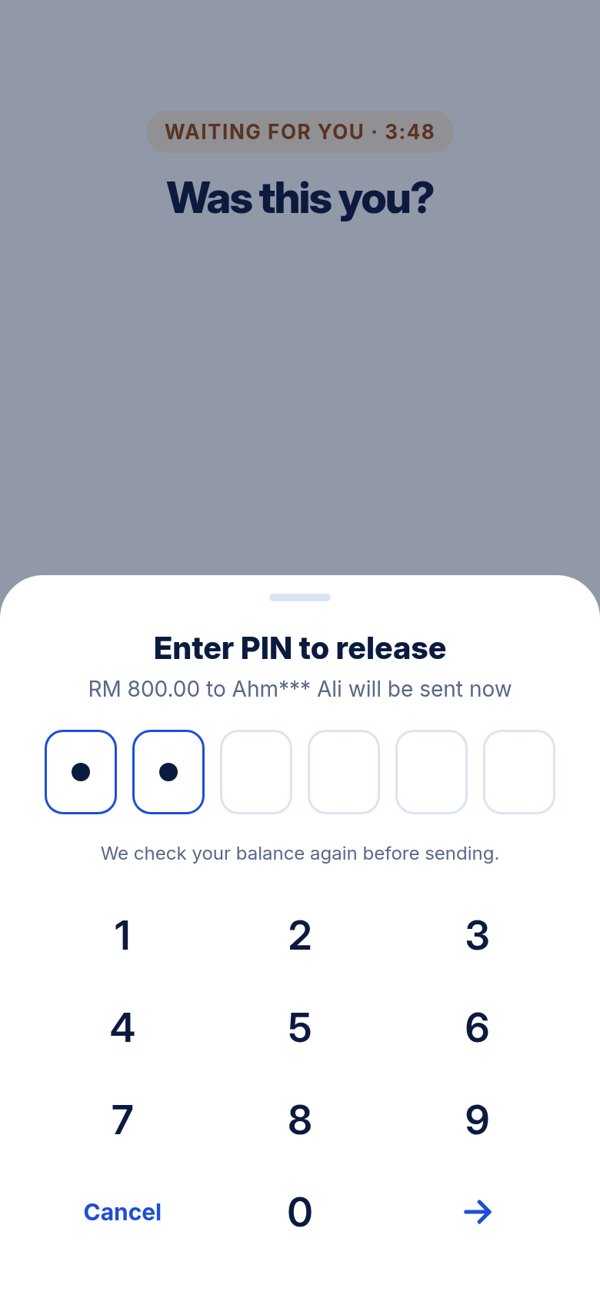 WAITING FOR YOU · 3:48
Was this you?
Enter PIN to release
RM 800.00 to Ahm*** Ali will be sent now
We check your balance again before sending.
1 2 3
4 5 6
7 8 9
Cancel 0 →